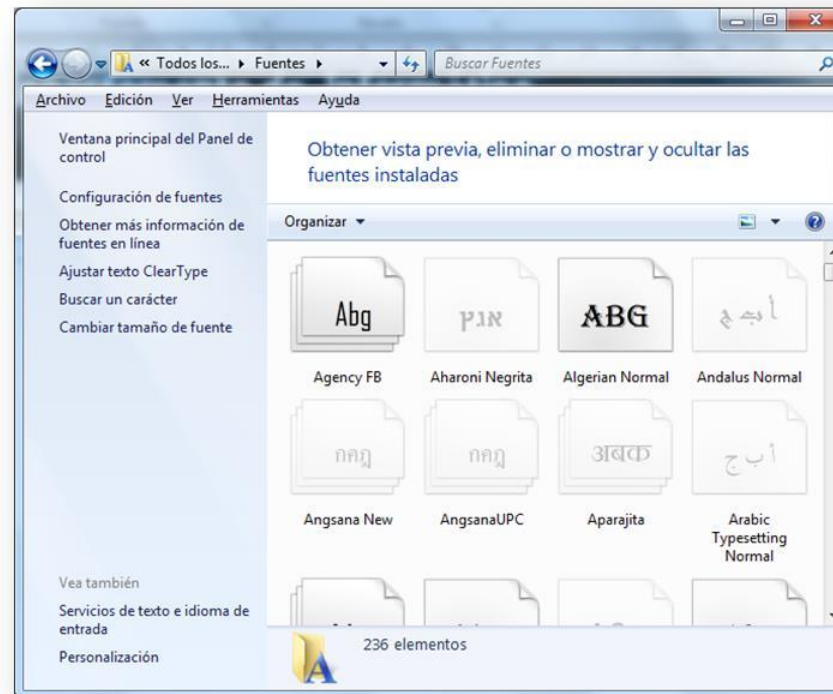 « Todos los... ▸ Fuentes ▸
Buscar Fuentes
Archivo Edición Ver Herramientas Ayuda
Ventana principal del Panel de
control
Configuración de fuentes
Obtener más información de
fuentes en línea
Ajustar texto ClearType
Buscar un carácter
Cambiar tamaño de fuente
Vea también
Servicios de texto e idioma de
entrada
Personalización
Obtener vista previa, eliminar o mostrar y ocultar las
fuentes instaladas
Organizar
Abg
אבץ
ABG
أ ب ج
Agency FB
Aharoni Negrita
Algerian Normal
Andalus Normal
กคฎ
กคฎ
अबक
أ ب ج
Angsana New
AngsanaUPC
Aparajita
Arabic
Typesetting
Normal
236 elementos